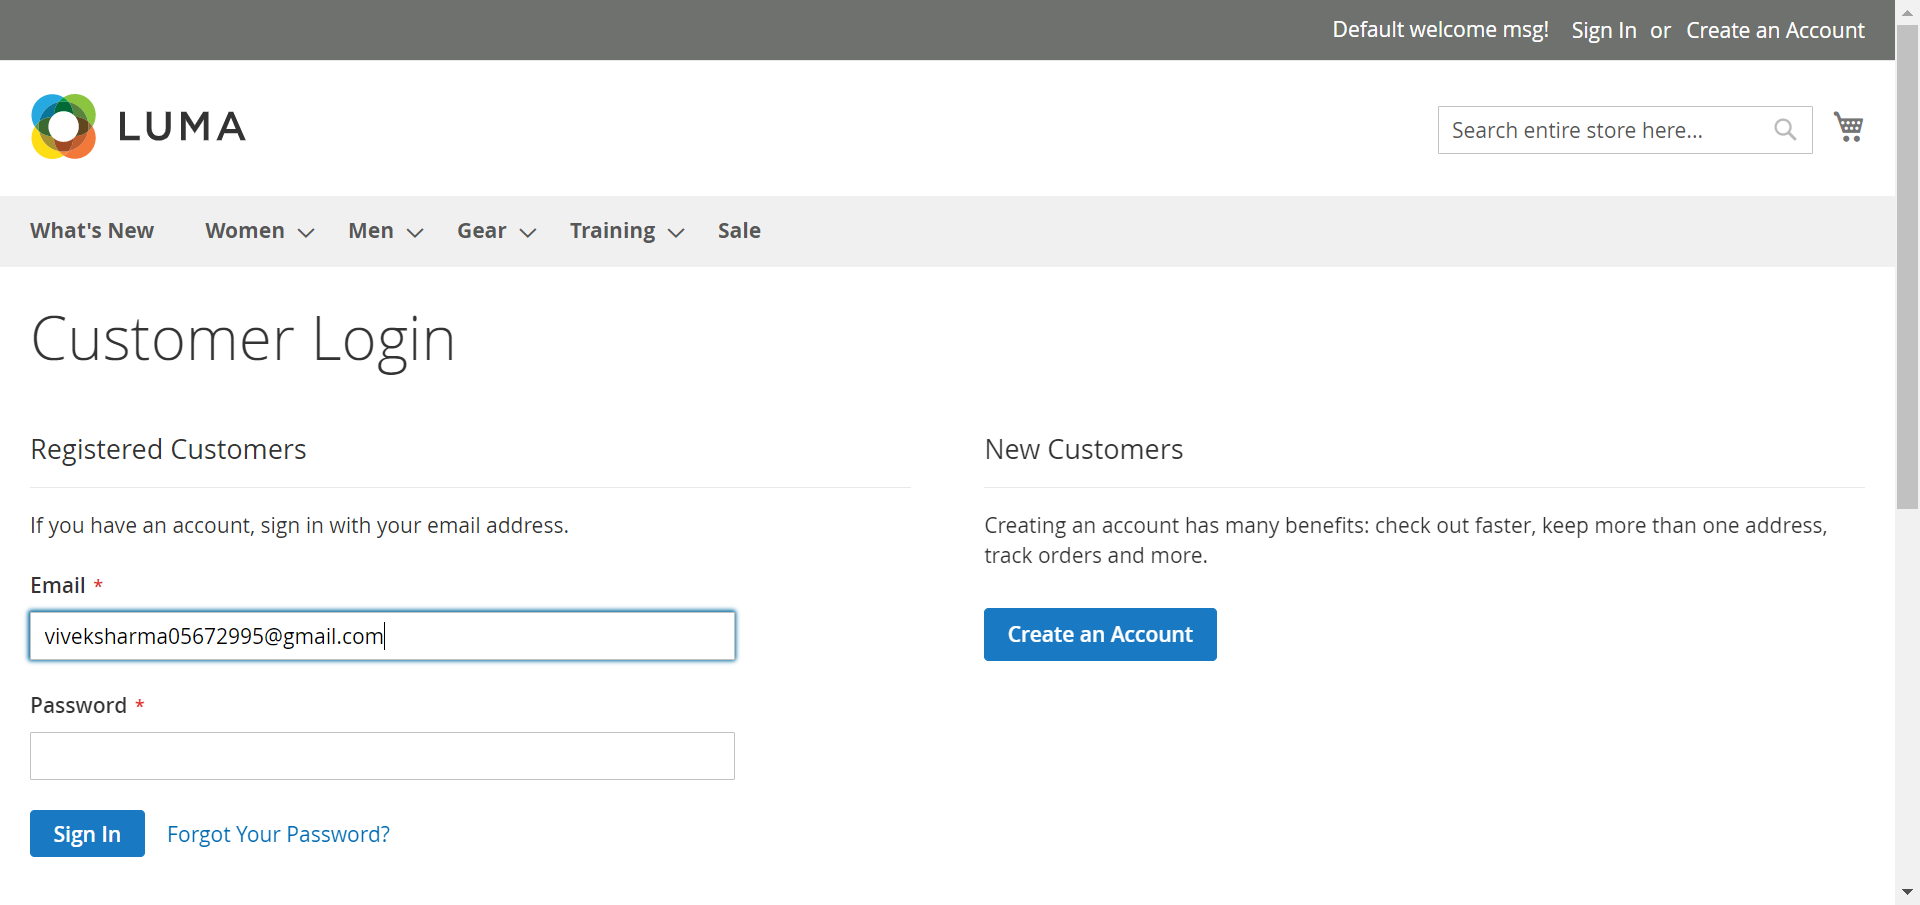 Default welcome msg! Sign In or Create an Account
LUMA
Search entire store here...
What's New Women Men Gear Training Sale
Customer Login
Registered Customers
If you have an account, sign in with your email address.
Email *
viveksharma05672995@gmail.com
Password *
Sign In Forgot Your Password?
New Customers
Creating an account has many benefits: check out faster, keep more than one address,
track orders and more.
Create an Account